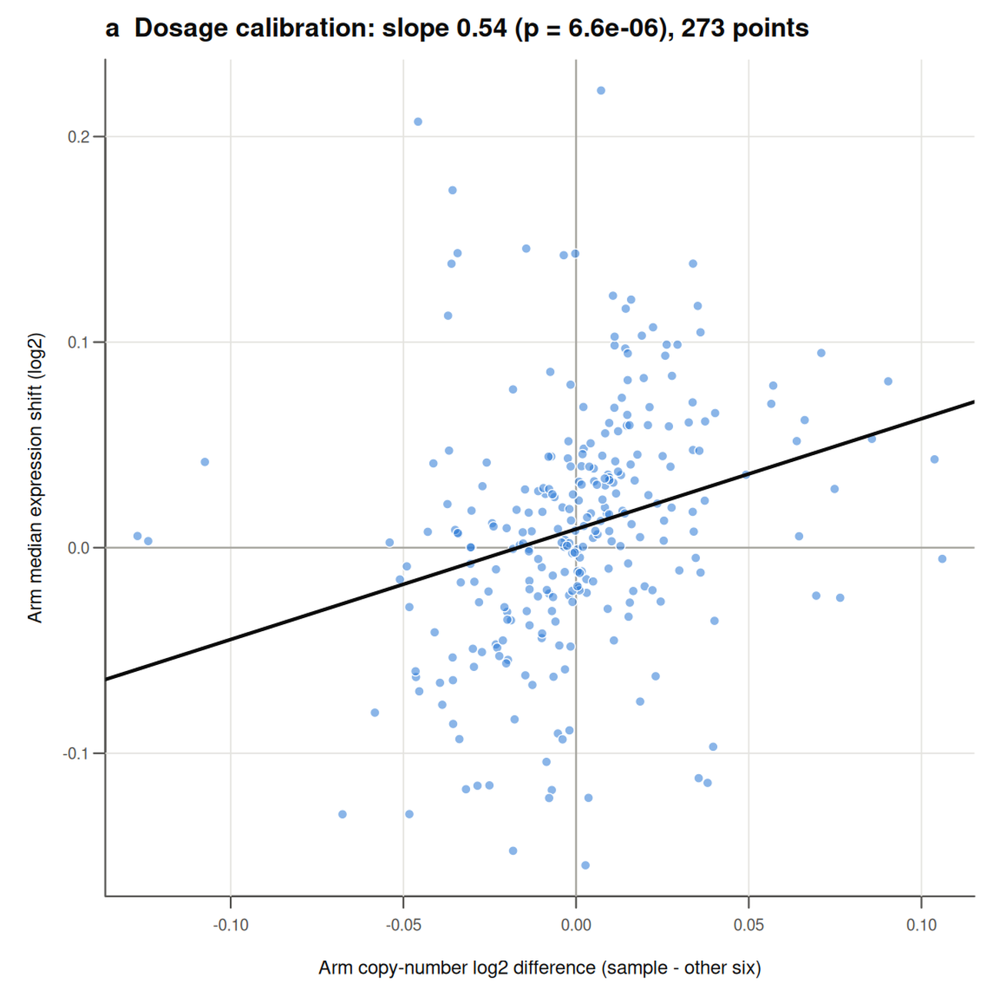 a Dosage calibration: slope 0.54 (p = 6.6e-06), 273 points
Arm median expression shift (log2)
0.2
0.1
0.0
-0.1
-0.10 -0.05 0.00 0.05 0.10
Arm copy-number log2 difference (sample - other six)